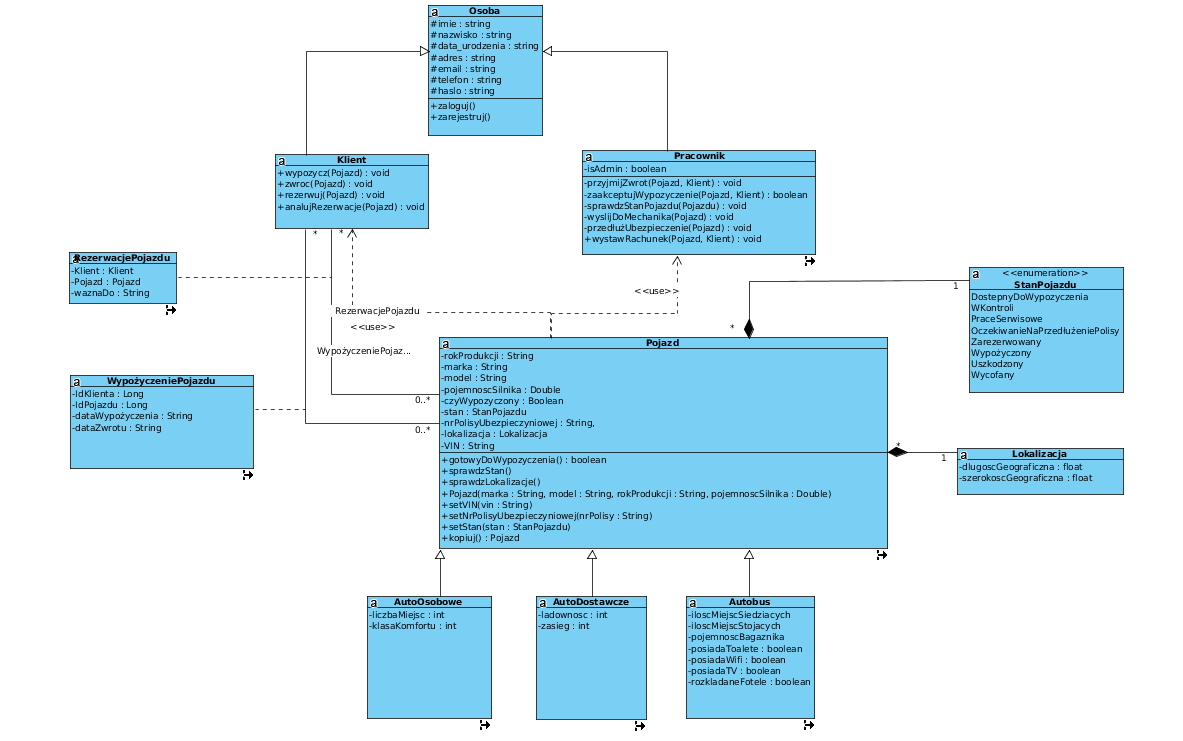 a Osoba
#imie : string
#nazwisko : string
#data_urodzenia : string
#adres : string
#email : string
#telefon : string
#haslo : string
+zaloguj()
+zarejestruj()
a Klient
+wypozycz(Pojazd) : void
+zwroc(Pojazd) : void
+rezerwuj(Pojazd) : void
+analujRezerwacje(Pojazd) : void
a Pracownik
-isAdmin : boolean
-przyjmijZwrot(Pojazd, Klient) : void
-zaakceptujWypozyczenie(Pojazd, Klient) : boolean
-sprawdzStanPojazdu(Pojazdu) : void
-wyslijDoMechanika(Pojazd) : void
-przedłużUbezpieczenie(Pojazd) : void
+wystawRachunek(Pojazd, Klient) : void
* *
a RezerwacjePojazdu
-Klient : Klient
-Pojazd : Pojazd
-waznaDo : String
<<use>>
RezerwacjePojazdu
<<use>>
WypożyczeniePojaz...
1
*
a <<enumeration>>
StanPojazdu
DostepnyDoWypozyczenia
WKontroli
PraceSerwisowe
OczekiwanieNaPrzedłużeniePolisy
Zarezerwowany
Wypożyczony
Uszkodzony
Wycofany
a WypożyczeniePojazdu
-IdKlienta : Long
-IdPojazdu : Long
-dataWypożyczenia : String
-dataZwrotu : String
0..*
0..*
a Pojazd
-rokProdukcji : String
-marka : String
-model : String
-pojemnoscSilnika : Double
-czyWypozyczony : Boolean
-stan : StanPojazdu
-nrPolisyUbezpieczyniowej : String,
-lokalizacja : Lokalizacja
-VIN : String
+gotowyDoWypozyczenia() : boolean
+sprawdzStan()
+sprawdzLokalizacje()
+Pojazd(marka : String, model : String, rokProdukcji : String, pojemnoscSilnika : Double)
+setVIN(vin : String)
+setNrPolisyUbezpieczyniowej(nrPolisy : String)
+setStan(stan : StanPojazdu)
+kopiuj() : Pojazd
*
1
a Lokalizacja
-dlugoscGeograficzna : float
-szerokoscGeograficzna : float
a AutoOsobowe
-liczbaMiejsc : int
-klasaKomfortu : int
a AutoDostawcze
-ladownosc : int
-zasieg : int
a Autobus
-iloscMiejscSiedziacych
-iloscMiejscStojacych
-pojemnoscBagaznika
-posiadaToalete : boolean
-posiadaWifi : boolean
-posiadaTV : boolean
-rozkladaneFotele : boolean